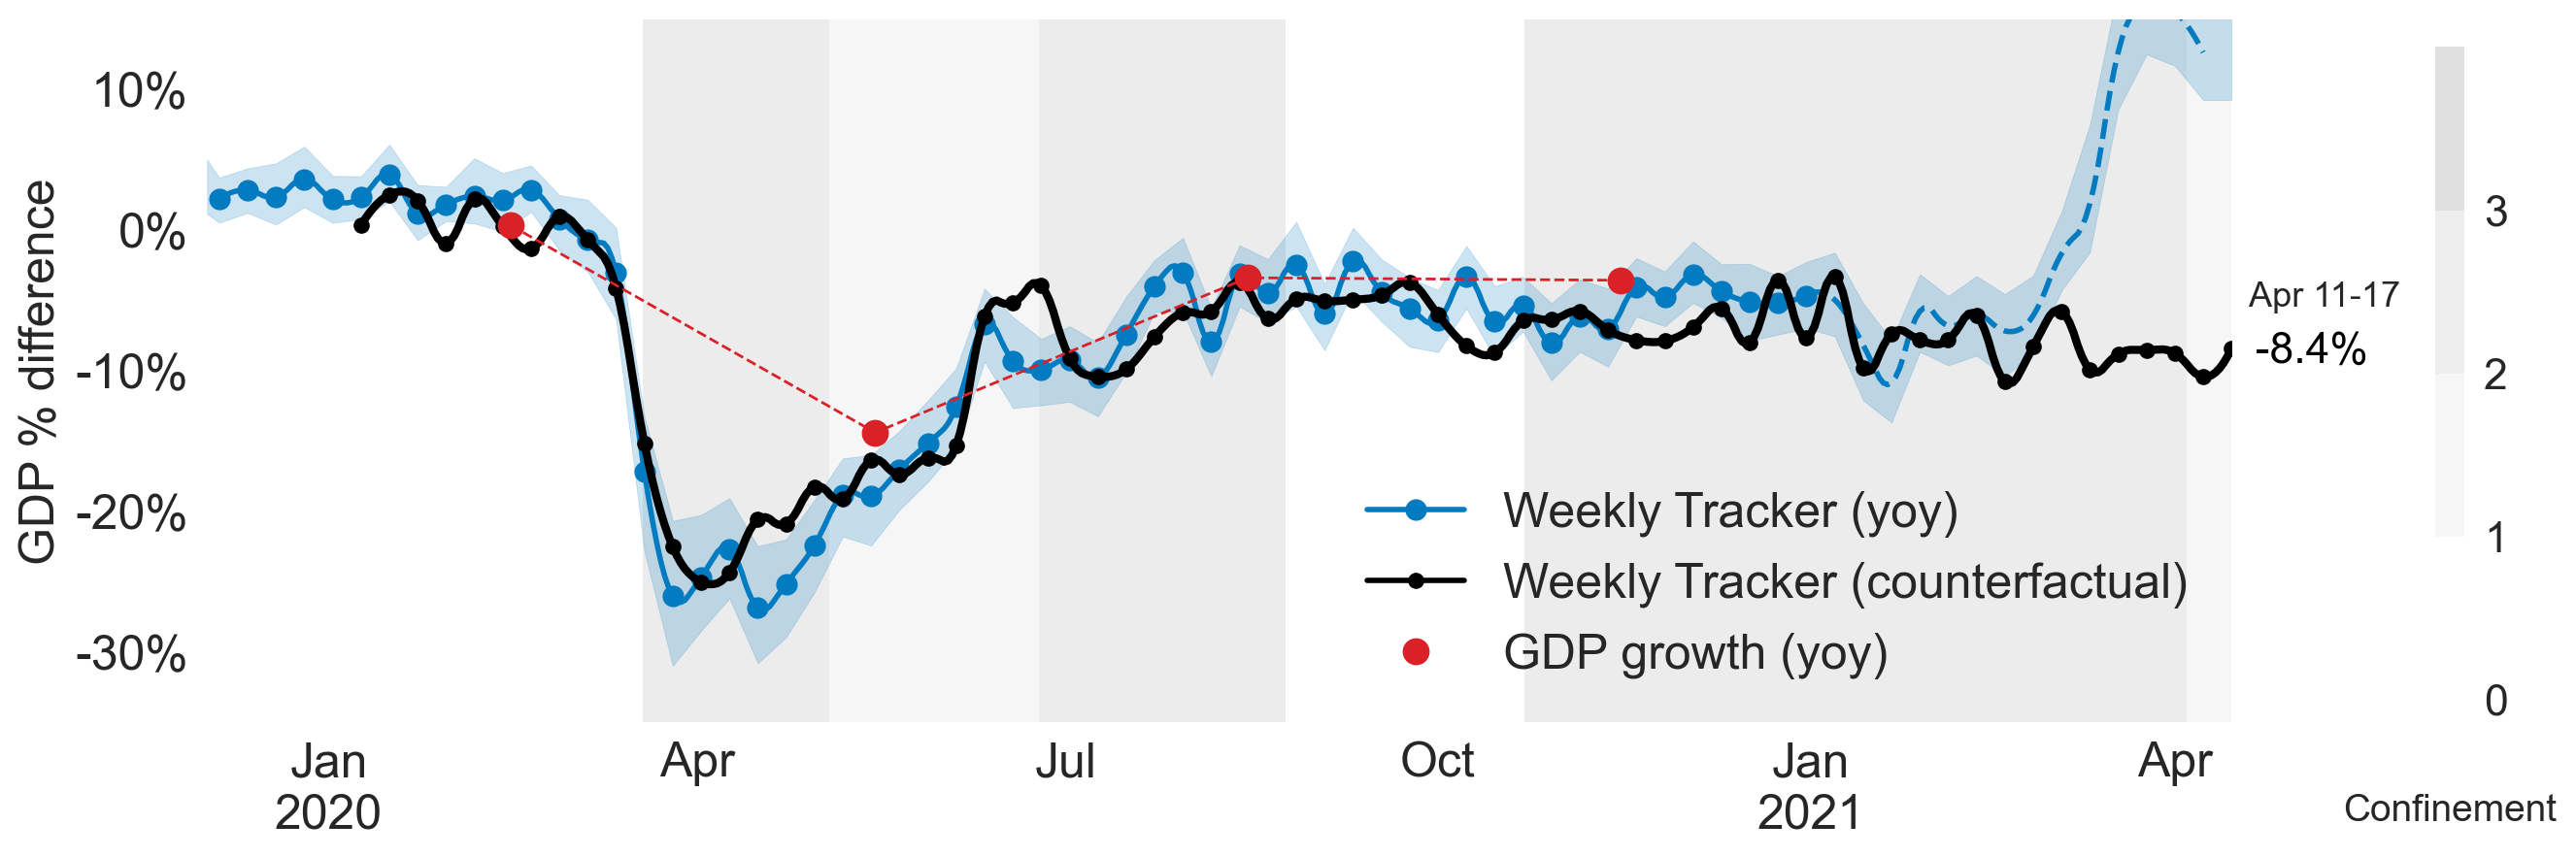 GDP % difference
10%
0%
-10%
-20%
-30%
Jan
2020
Apr
Jul
Oct
Jan
2021
Apr
Weekly Tracker (yoy)
Weekly Tracker (counterfactual)
GDP growth (yoy)
Apr 11-17
-8.4%
3
2
1
0
Confinement